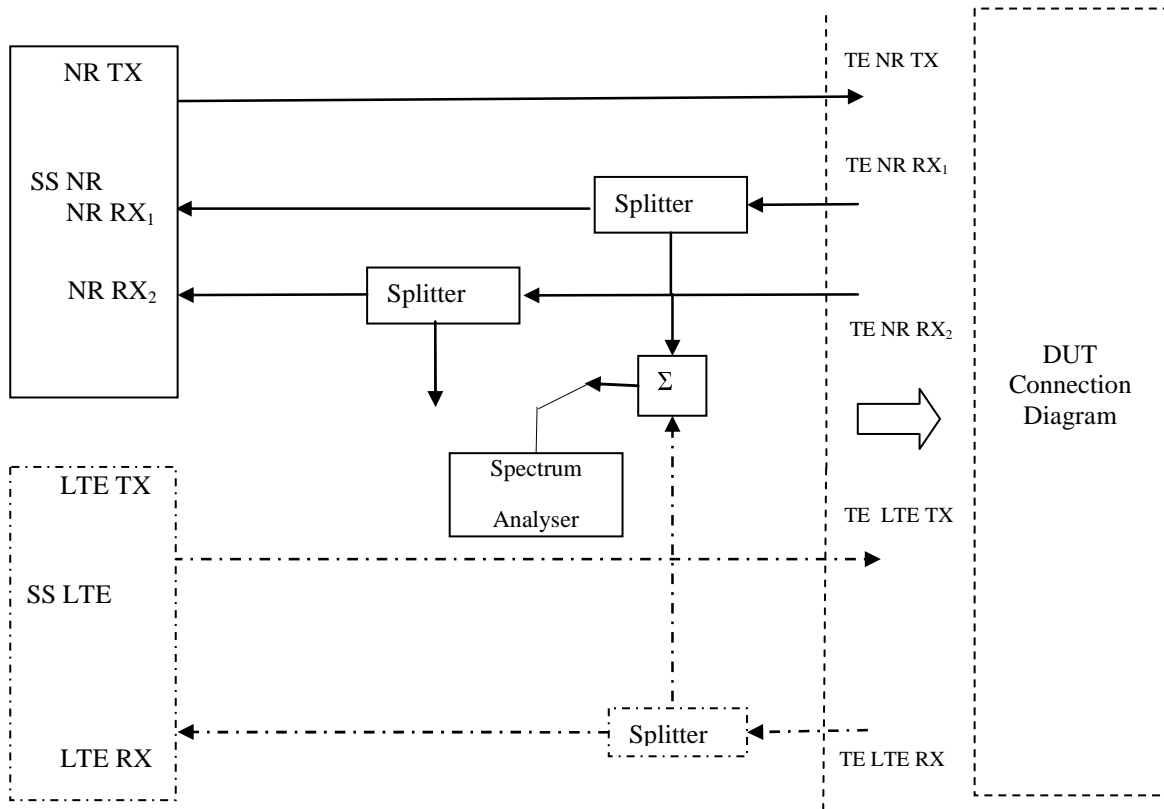 NR TX
SS NR
NR RX₁
NR RX₂
Splitter
Splitter
Σ
Spectrum
Analyser
LTE TX
SS LTE
LTE RX
Splitter
TE NR TX
TE NR RX₁
TE NR RX₂
TE LTE TX
TE LTE RX
DUT
Connection
Diagram